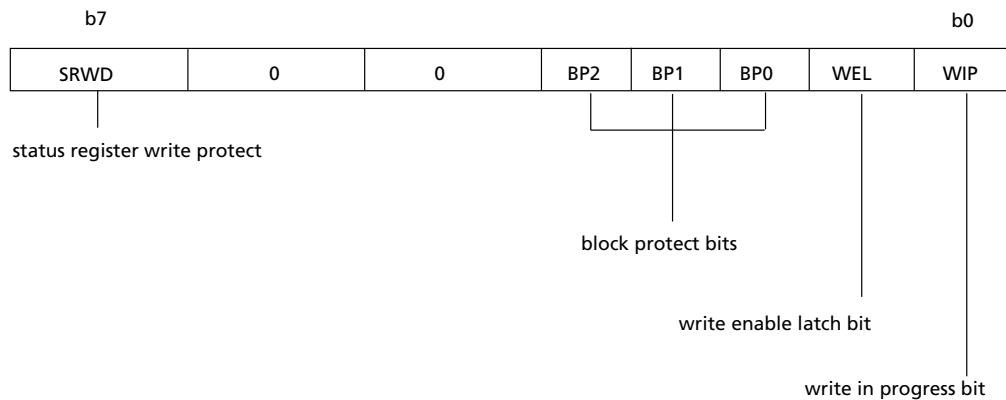 b7 b0
SRWD 0 0 BP2 BP1 BP0 WEL WIP
status register write protect
block protect bits
write enable latch bit
write in progress bit